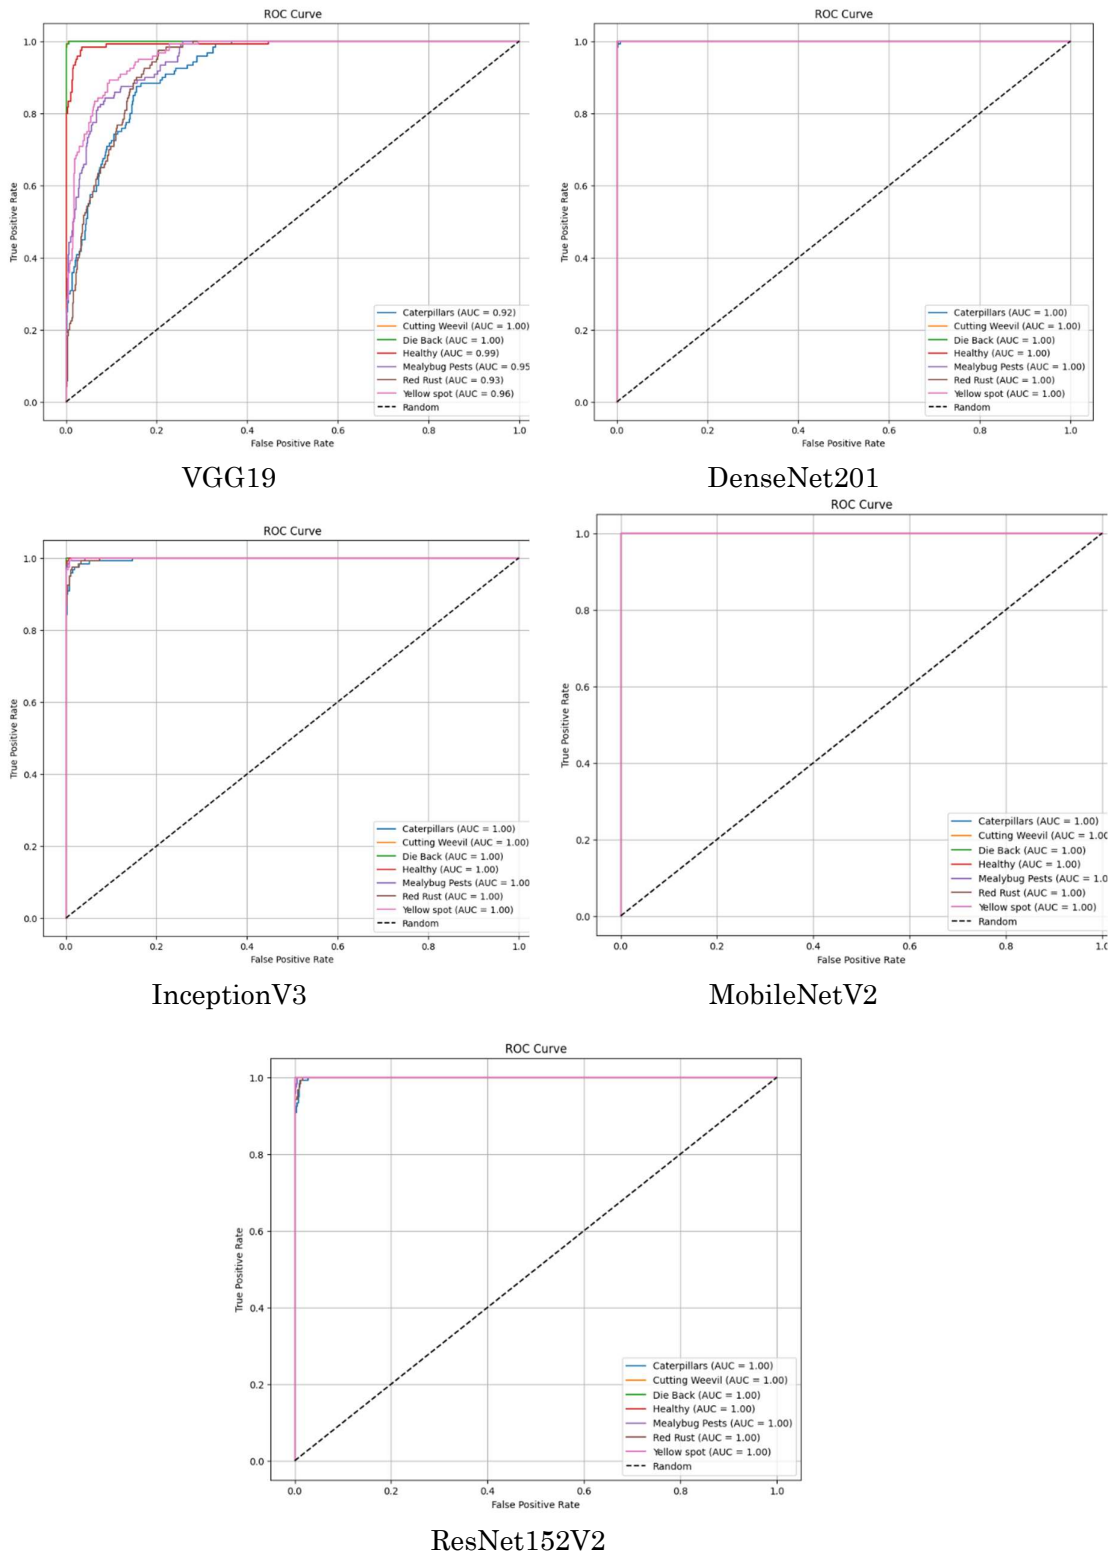 ROC Curve
1.0
0.8
0.6
0.4
0.2
0.0
True Positive Rate
Caterpillars (AUC = 0.92)
Cutting Weevil (AUC = 1.00)
Die Back (AUC = 1.00)
Healthy (AUC = 0.99)
Mealybug Pests (AUC = 0.95
Red Rust (AUC = 0.93)
Yellow spot (AUC = 0.96)
Random
0.0 0.2 0.4 0.6 0.8 1.0
False Positive Rate
VGG19
ROC Curve
1.0
0.8
0.6
0.4
0.2
0.0
True Positive Rate
Caterpillars (AUC = 1.00)
Cutting Weevil (AUC = 1.00)
Die Back (AUC = 1.00)
Healthy (AUC = 1.00)
Mealybug Pests (AUC = 1.00)
Red Rust (AUC = 1.00)
Yellow spot (AUC = 1.00)
Random
0.0 0.2 0.4 0.6 0.8 1.0
False Positive Rate
DenseNet201
ROC Curve
1.0
0.8
0.6
0.4
0.2
0.0
True Positive Rate
Caterpillars (AUC = 1.00)
Cutting Weevil (AUC = 1.00)
Die Back (AUC = 1.00)
Healthy (AUC = 1.00)
Mealybug Pests (AUC = 1.00
Red Rust (AUC = 1.00)
Yellow spot (AUC = 1.00)
Random
0.0 0.2 0.4 0.6 0.8 1.0
False Positive Rate
InceptionV3
ROC Curve
1.0
0.8
0.6
0.4
0.2
0.0
True Positive Rate
Caterpillars (AUC = 1.00)
Cutting Weevil (AUC = 1.00
Die Back (AUC = 1.00)
Healthy (AUC = 1.00)
Mealybug Pests (AUC = 1.0
Red Rust (AUC = 1.00)
Yellow spot (AUC = 1.00)
Random
0.0 0.2 0.4 0.6 0.8 1.0
False Positive Rate
MobileNetV2
ROC Curve
1.0
0.8
0.6
0.4
0.2
0.0
True Positive Rate
Caterpillars (AUC = 1.00)
Cutting Weevil (AUC = 1.00)
Die Back (AUC = 1.00)
Healthy (AUC = 1.00)
Mealybug Pests (AUC = 1.00)
Red Rust (AUC = 1.00)
Yellow spot (AUC = 1.00)
Random
0.0 0.2 0.4 0.6 0.8 1.0
False Positive Rate
ResNet152V2